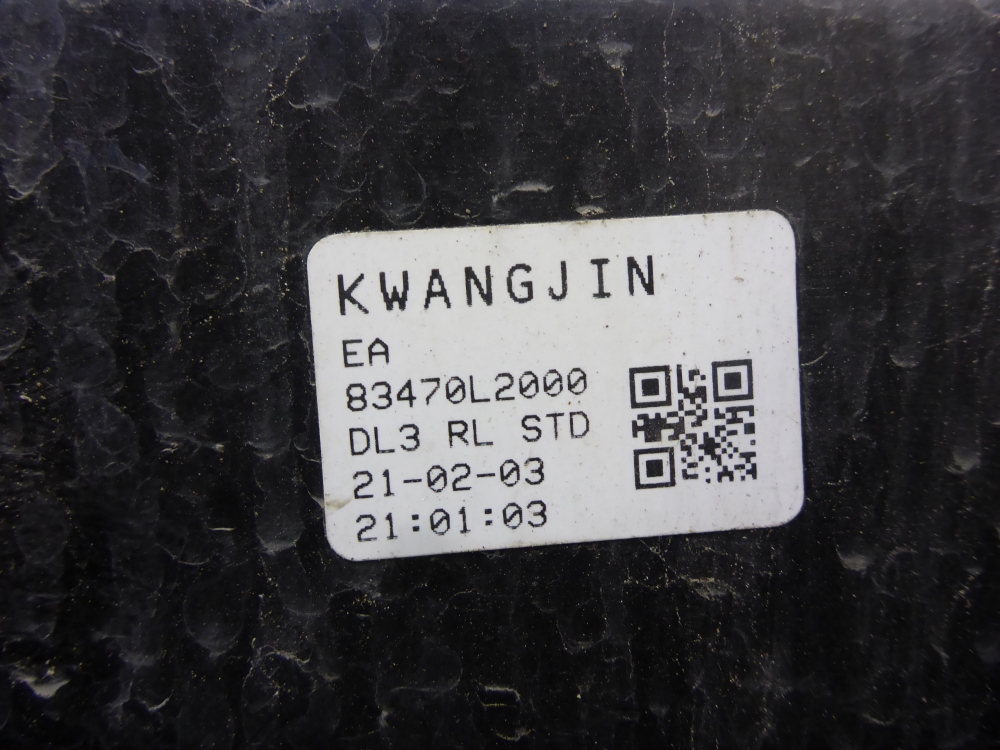 KWANGJIN
EA
83470L2000
DL3 RL STD
21-02-03
21:01:03